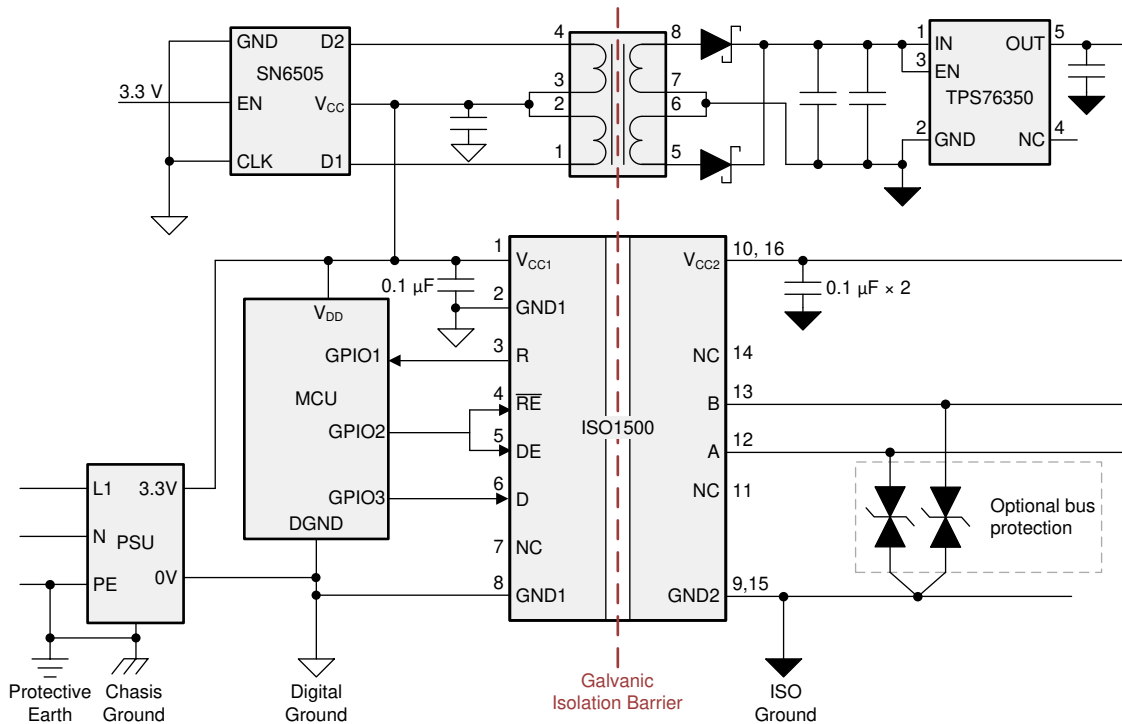 GND
D2
SN6505
3.3 V
EN
VCC
CLK
D1
4
3
2
1
8
7
6
5
1
IN
OUT
5
3
EN
TPS76350
2
GND
NC
4
1
VCC1
0.1 µF
2
GND1
VDD
GPIO1
3
R
MCU
4
RE
GPIO2
5
DE
GPIO3
6
D
DGND
7
NC
8
GND1
ISO1500
VCC2
10, 16
0.1 µF × 2
NC
14
B
13
A
12
NC
11
Optional bus
protection
GND2
9,15
L1
3.3V
N
PSU
PE
0V
Protective
Earth
Chasis
Ground
Digital
Ground
Galvanic
Isolation Barrier
ISO
Ground